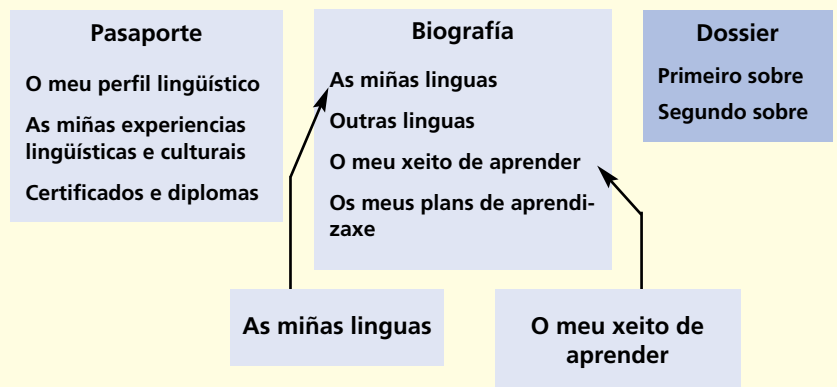 Pasaporte
O meu perfil lingüístico
As miñas experiencias
lingüísticas e culturais
Certificados e diplomas
Biografía
As miñas linguas
Outras linguas
O meu xeito de aprender
Os meus plans de aprendi-
zaxe
Dossier
Primeiro sobre
Segundo sobre
As miñas linguas
O meu xeito de
aprender